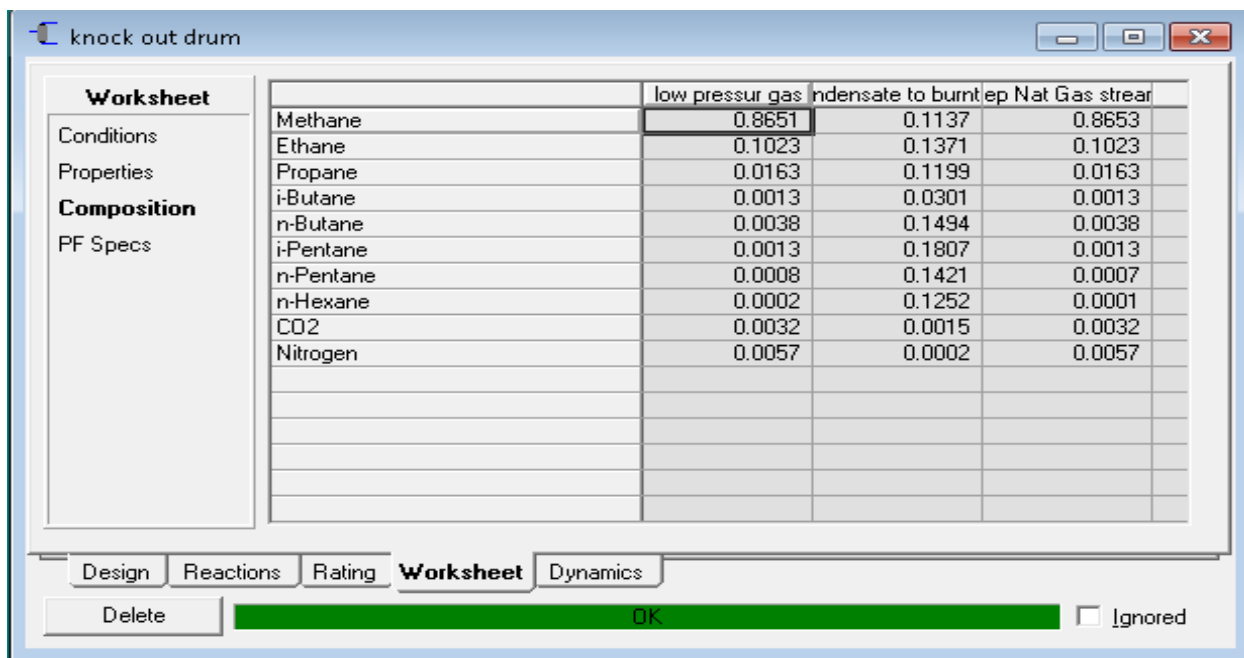 knock out drum
Worksheet
Conditions
Properties
Composition
PF Specs
low pressur gas ndensate to burnt ep Nat Gas strear
Methane 0.8651 0.1137 0.8653
Ethane 0.1023 0.1371 0.1023
Propane 0.0163 0.1199 0.0163
i-Butane 0.0013 0.0301 0.0013
n-Butane 0.0038 0.1494 0.0038
i-Pentane 0.0013 0.1807 0.0013
n-Pentane 0.0008 0.1421 0.0007
n-Hexane 0.0002 0.1252 0.0001
CO2 0.0032 0.0015 0.0032
Nitrogen 0.0057 0.0002 0.0057
Design Reactions Rating Worksheet Dynamics
Delete OK Ignored